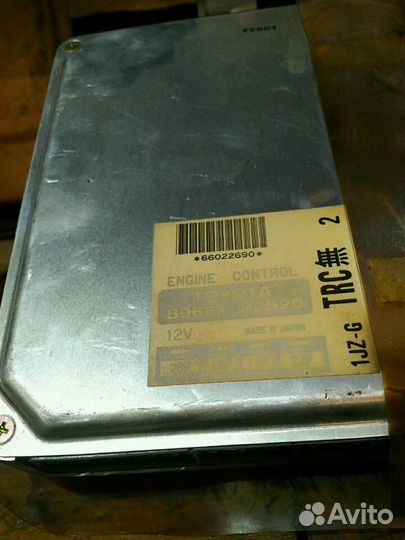 *66022690*
ENGINE CONTROL
TOYOTA
12V
MADE IN JAPAN
1JZ-G TRC無 2
Avito